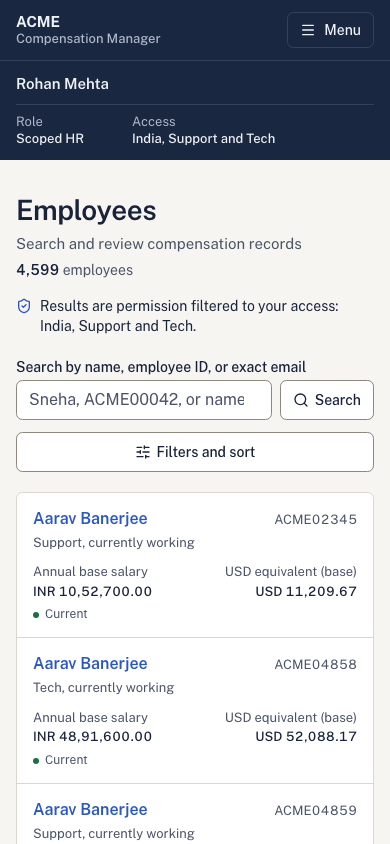 ACME
Compensation Manager
Menu
Rohan Mehta
Role
Scoped HR
Access
India, Support and Tech
Employees
Search and review compensation records
4,599 employees
Results are permission filtered to your access:
India, Support and Tech.
Search by name, employee ID, or exact email
Sneha, ACME00042, or name
Search
Filters and sort
Aarav Banerjee
ACME02345
Support, currently working
Annual base salary
INR 10,52,700.00
USD equivalent (base)
USD 11,209.67
Current
Aarav Banerjee
ACME04858
Tech, currently working
Annual base salary
INR 48,91,600.00
USD equivalent (base)
USD 52,088.17
Current
Aarav Banerjee
ACME04859
Support, currently working